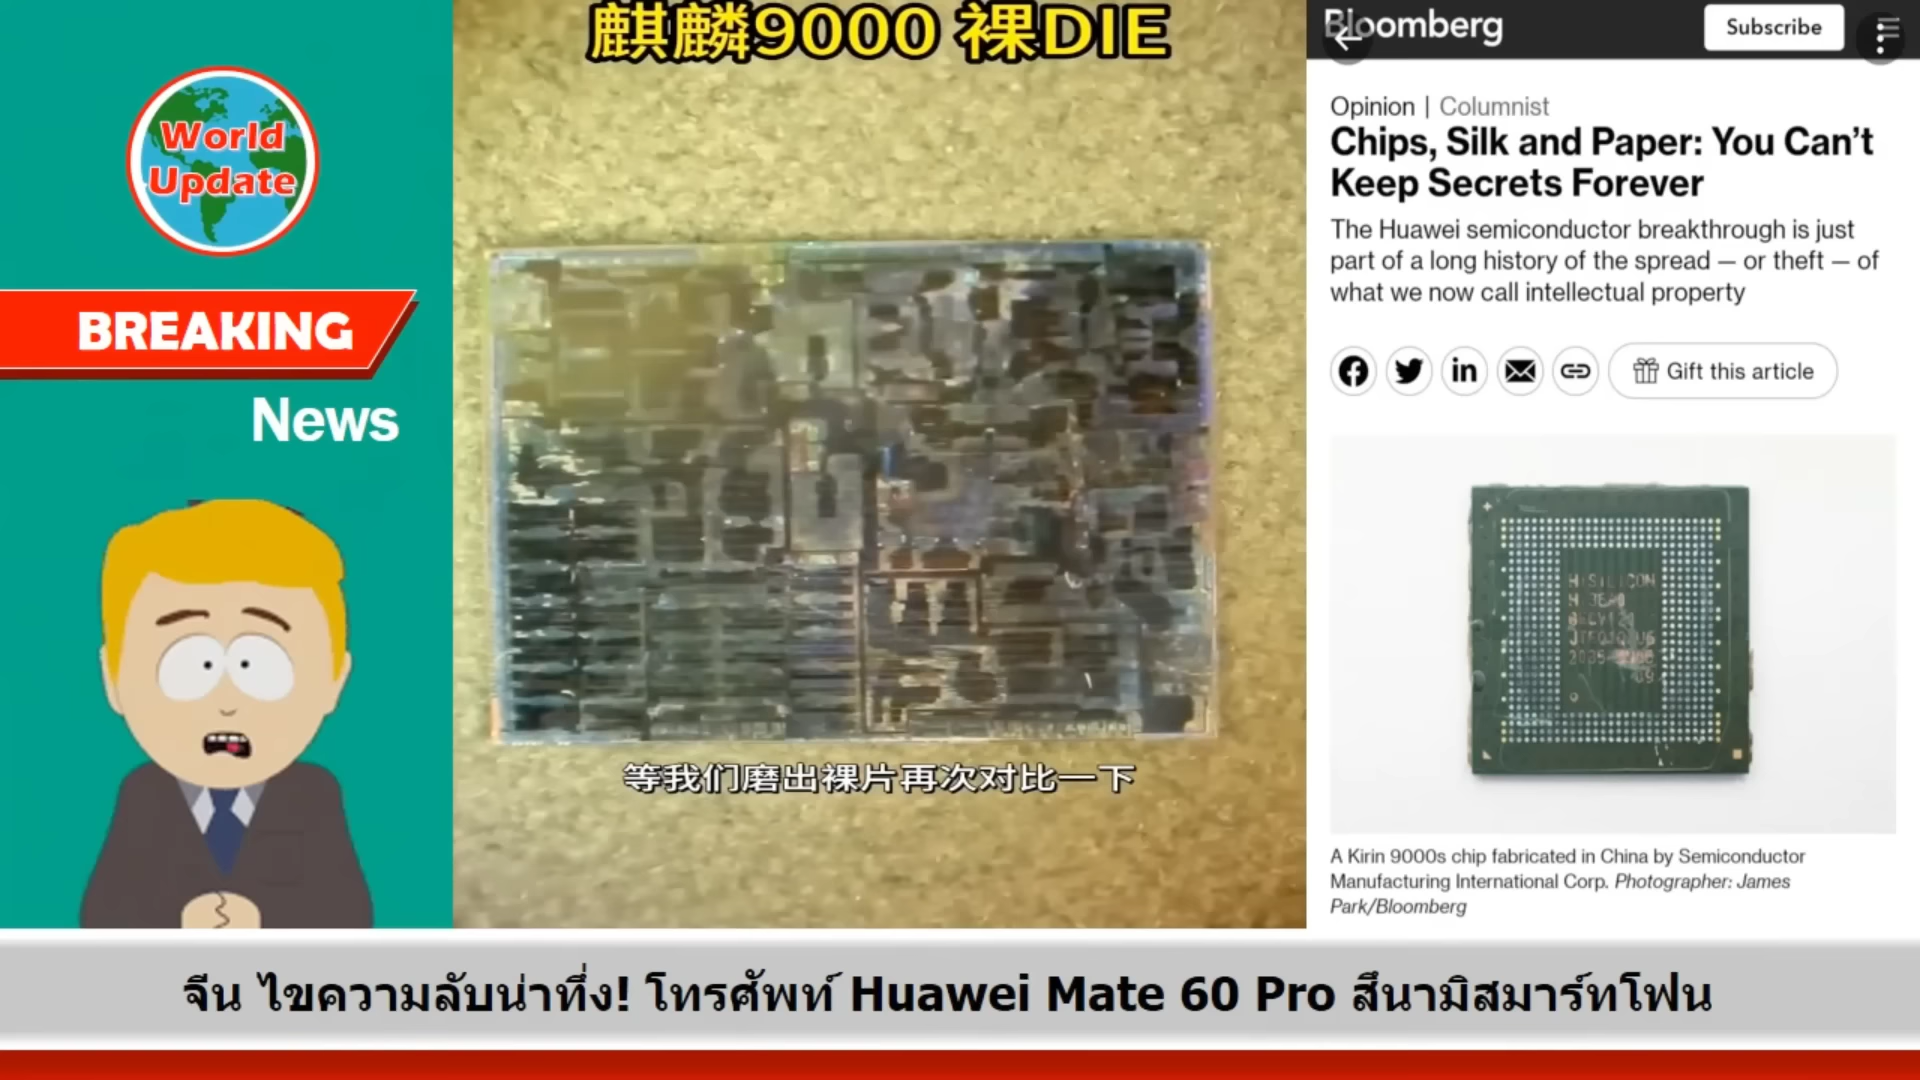 World
Update
BREAKING
News
麒麟9000 裸DIE
等我们磨出裸片再次对比一下
Bloomberg
Subscribe
Opinion | Columnist
Chips, Silk and Paper: You Can't
Keep Secrets Forever
The Huawei semiconductor breakthrough is just
part of a long history of the spread — or theft — of
what we now call intellectual property
Gift this article
HISILICON
A Kirin 9000s chip fabricated in China by Semiconductor
Manufacturing International Corp. Photographer: James
Park/Bloomberg
จีน ไขความลับน่าทึ่ง! โทรศัพท์ Huawei Mate 60 Pro สึนามิสมาร์ทโฟน